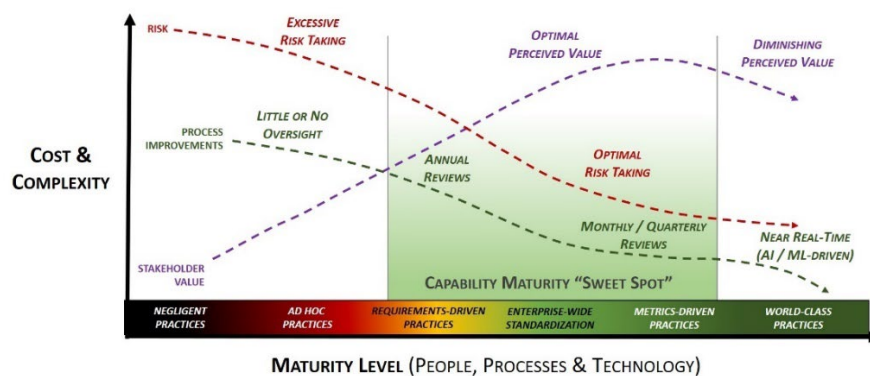 RISK
EXCESSIVE
RISK TAKING
OPTIMAL
PERCEIVED VALUE
DIMINISHING
PERCEIVED VALUE
LITTLE OR NO
OVERSIGHT
PROCESS
IMPROVEMENTS
COST &
COMPLEXITY
ANNUAL
REVIEWS
OPTIMAL
RISK TAKING
MONTHLY / QUARTERLY
REVIEWS
NEAR REAL-TIME
(AI / ML-DRIVEN)
STAKEHOLDER
VALUE
CAPABILITY MATURITY “SWEET SPOT”
NEGLIGENT
PRACTICES
AD HOC
PRACTICES
REQUIREMENTS-DRIVEN
PRACTICES
ENTERPRISE-WIDE
STANDARDIZATION
METRICS-DRIVEN
PRACTICES
WORLD-CLASS
PRACTICES
MATURITY LEVEL (PEOPLE, PROCESSES & TECHNOLOGY)